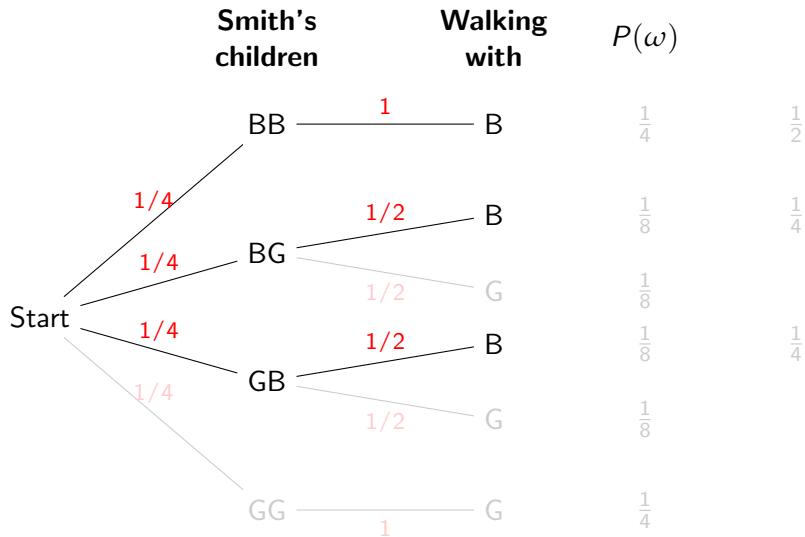 Smith's children
Walking with
P(ω)
1/4
BB
1
B
1/4
1/2
1/4
BG
1/2
B
1/8
1/4
1/2
G
1/8
Start
1/4
GB
1/2
B
1/8
1/4
1/2
G
1/8
1/4
GG
1
G
1/4